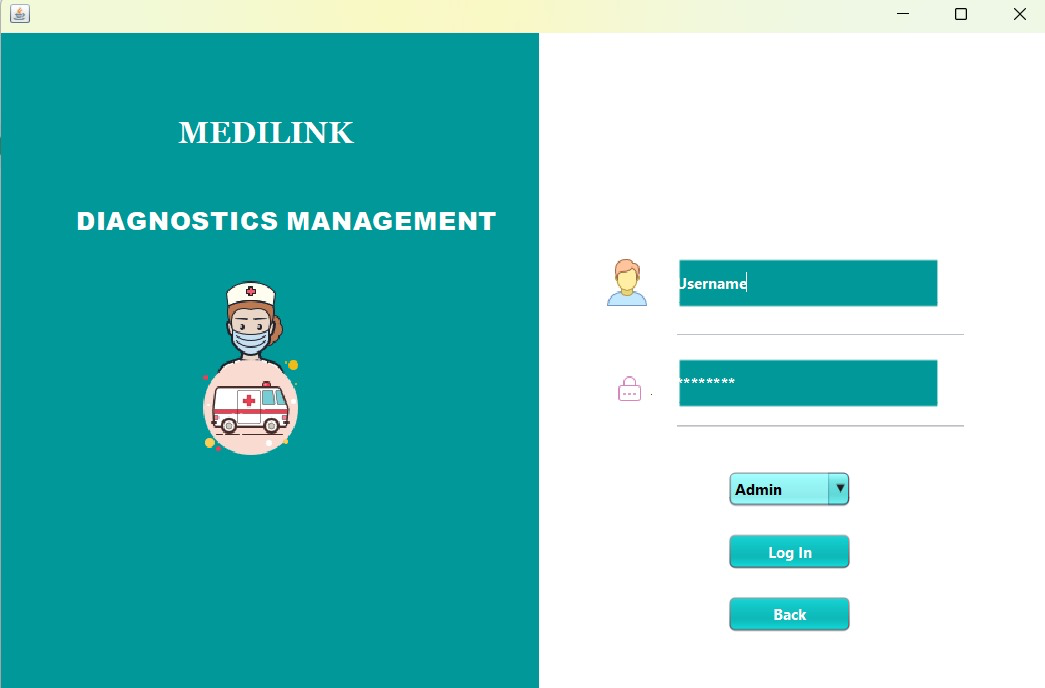 MEDILINK
DIAGNOSTICS MANAGEMENT
Username
********
Admin
Log In
Back